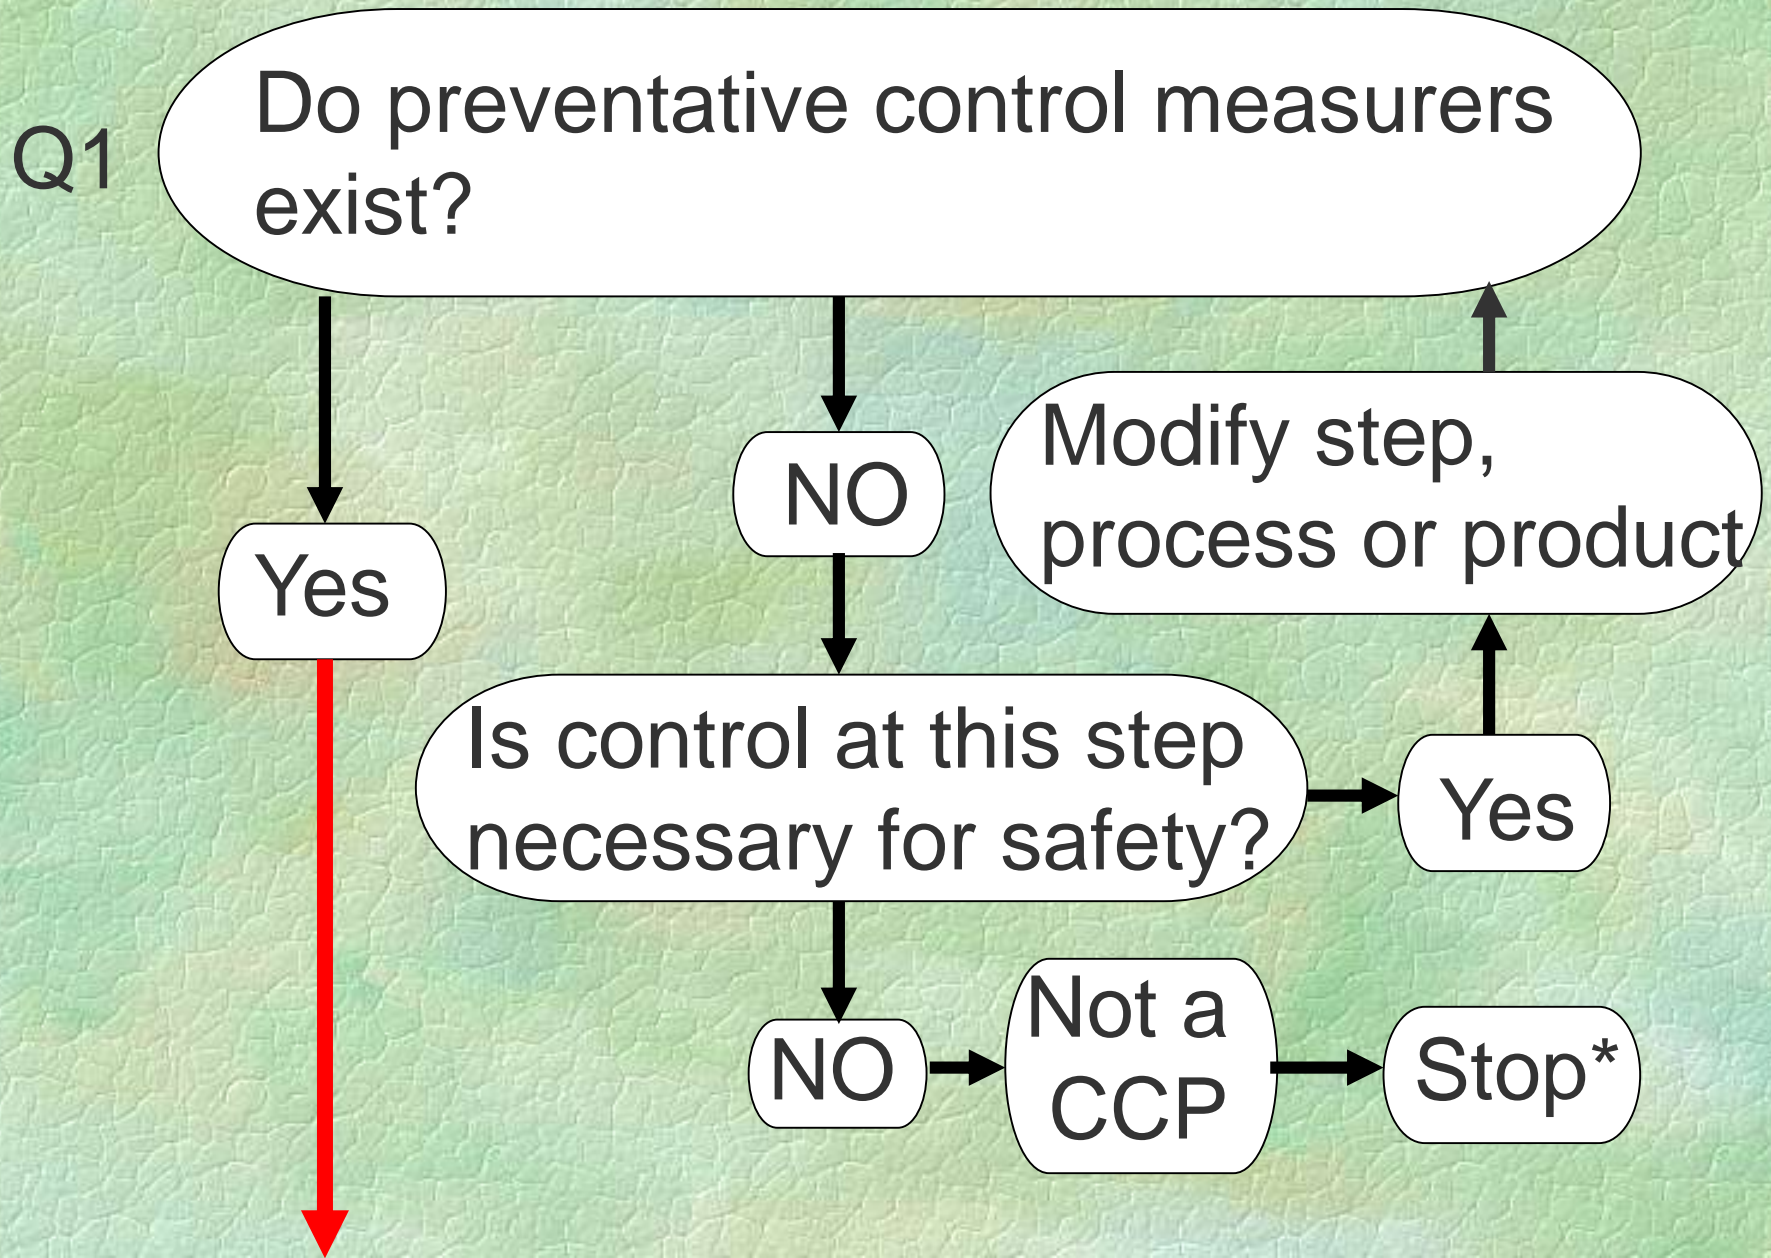 Q1
Do preventative control measurers
exist?
Yes
NO
Modify step,
process or product
Is control at this step
necessary for safety?
Yes
NO
Not a
CCP
Stop*